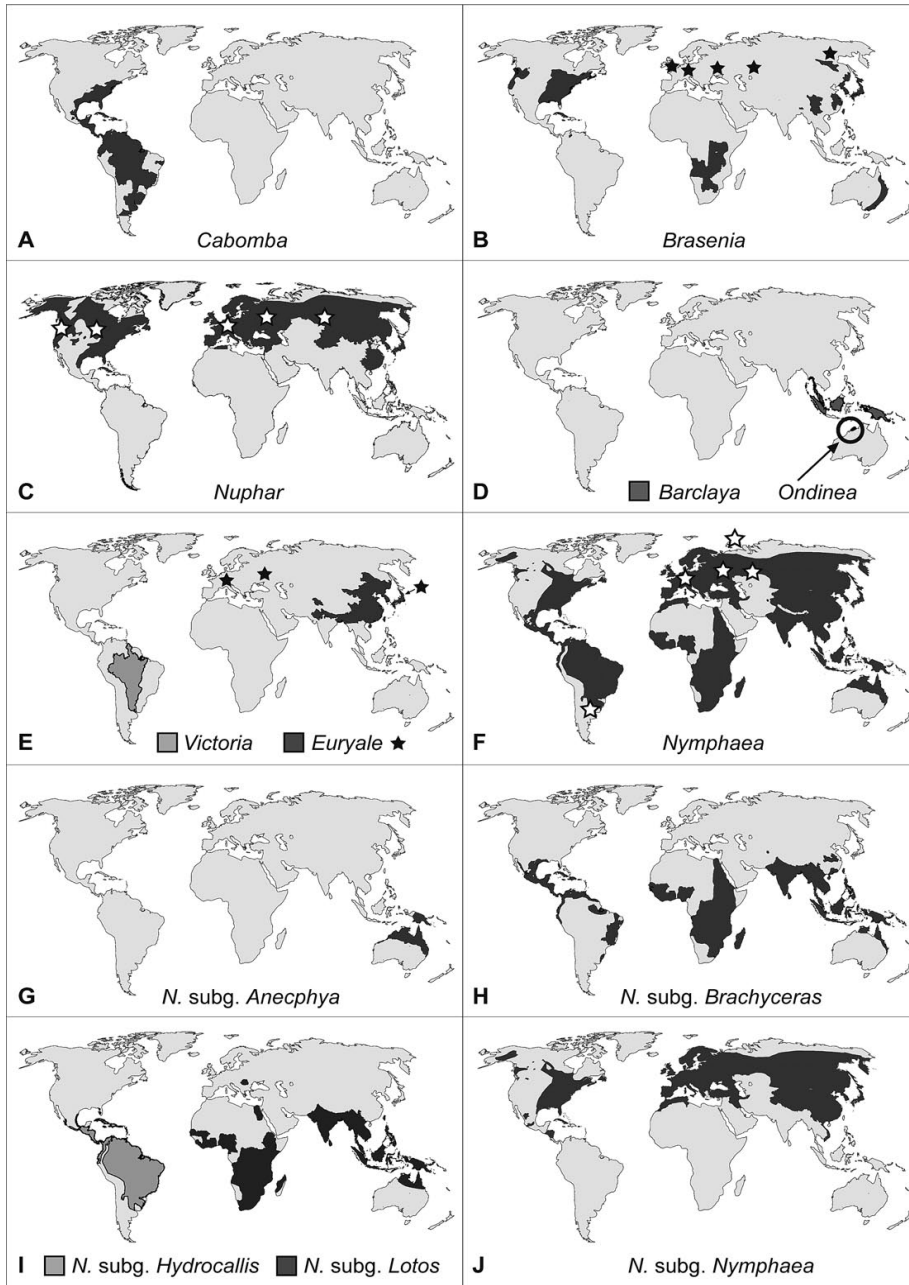 A Cabomba
B Brasenia
C Nuphar
D Barclaya Ondinea
E Victoria Euryale
F Nymphaea
G N. subg. Anecphya
H N. subg. Brachyceras
I N. subg. Hydrocallis N. subg. Lotos
J N. subg. Nymphaea